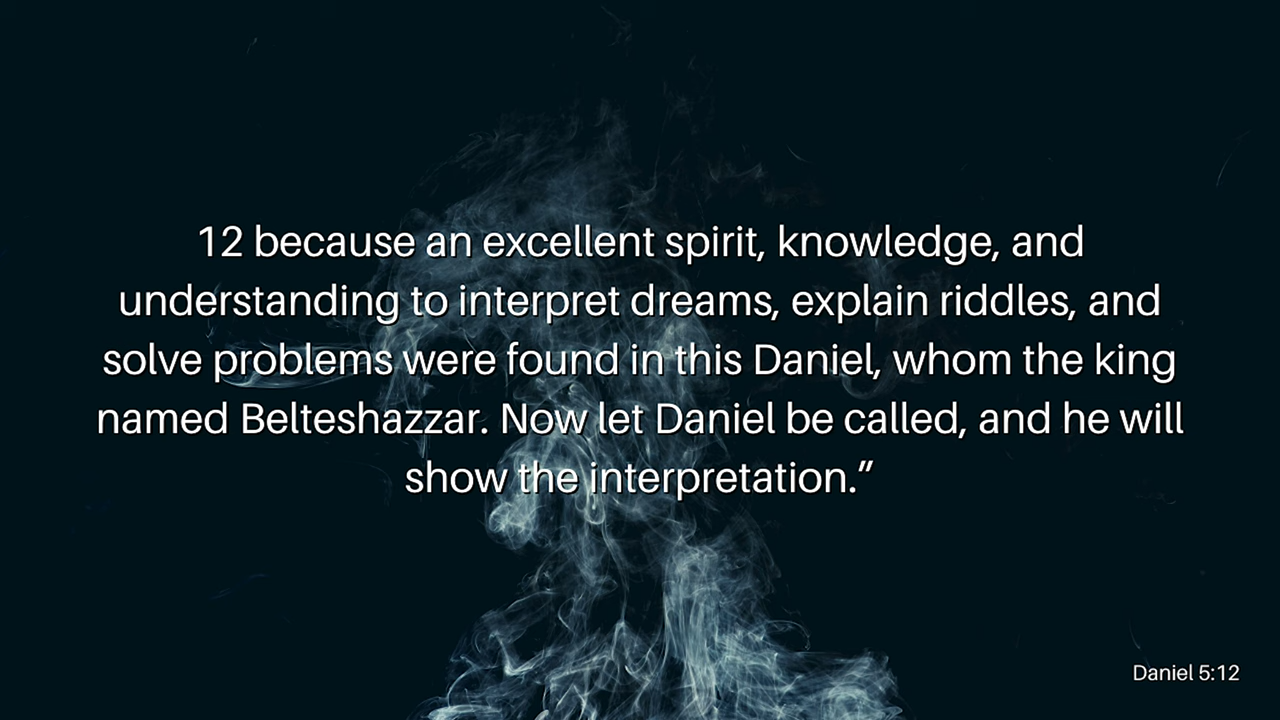 12 because an excellent spirit, knowledge, and
understanding to interpret dreams, explain riddles, and
solve problems were found in this Daniel, whom the king
named Belteshazzar. Now let Daniel be called, and he will
show the interpretation.”
Daniel 5:12